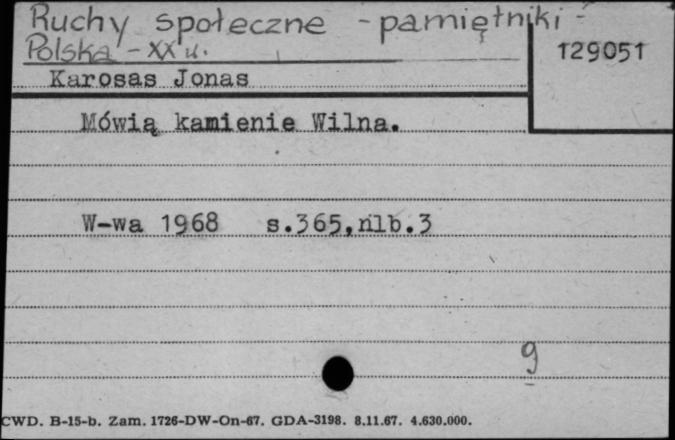 Ruchy społeczne - pamiętniki -
Polska - XX w.
129051
Karosas Jonas
Mówią kamienie Wilna.
W-wa 1968 s.365,nlb.3
9
CWD. B-15-b. Zam. 1726-DW-On-67. GDA-3198. 8.11.67. 4.630.000.